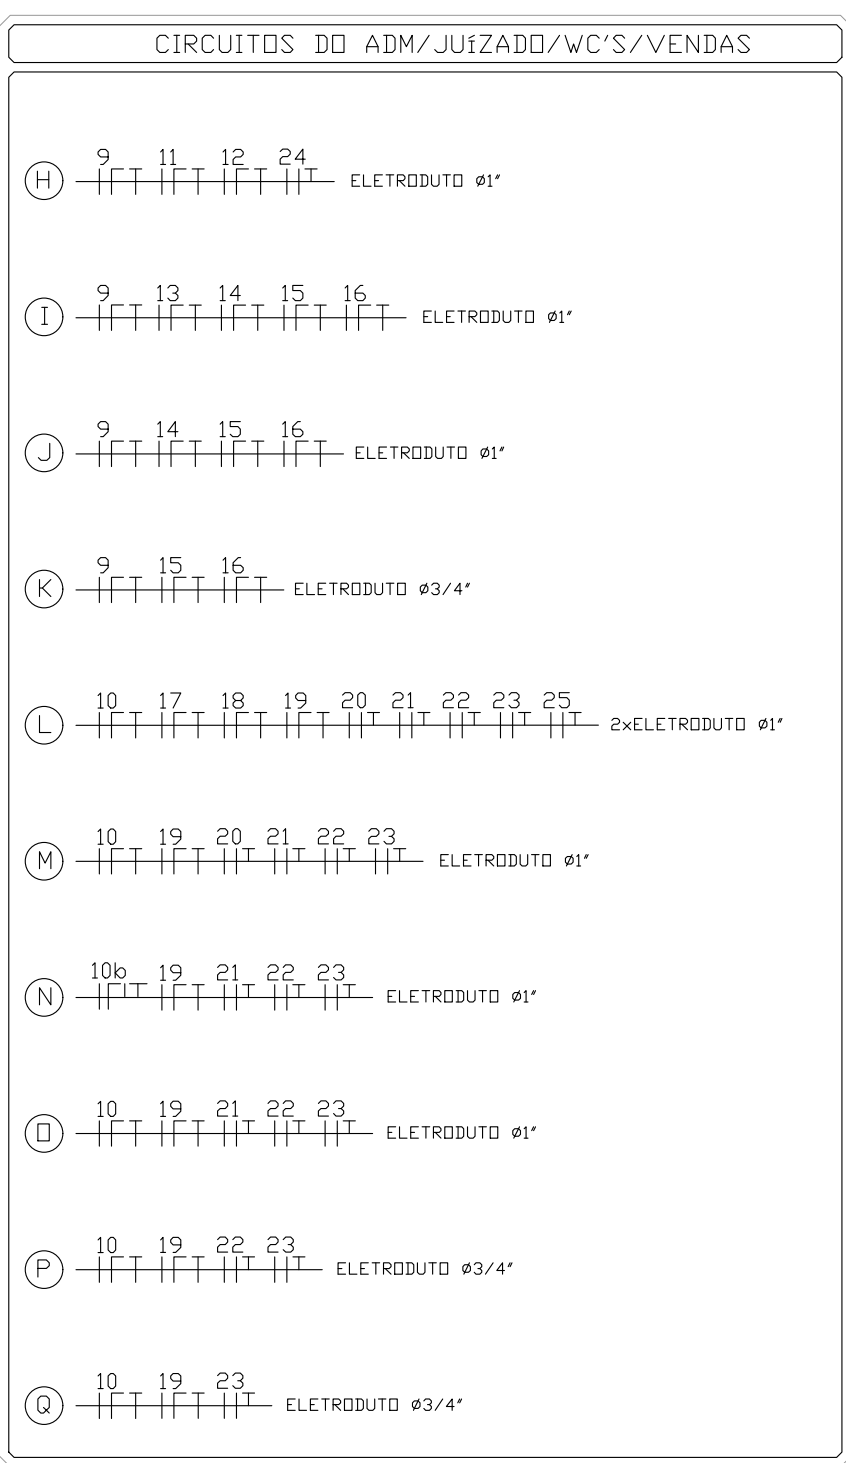 CIRCUITOS DO ADM/JUíZADO/WC'S/VENDAS
H 9 11 12 24 ELETRODUTO ø1"
I 9 13 14 15 16 ELETRODUTO ø1"
J 9 14 15 16 ELETRODUTO ø1"
K 9 15 16 ELETRODUTO ø3/4"
L 10 17 18 19 20 21 22 23 25 2xELETRODUTO ø1"
M 10 19 20 21 22 23 ELETRODUTO ø1"
N 10b 19 21 22 23 ELETRODUTO ø1"
O 10 19 21 22 23 ELETRODUTO ø1"
P 10 19 22 23 ELETRODUTO ø3/4"
Q 10 19 23 ELETRODUTO ø3/4"